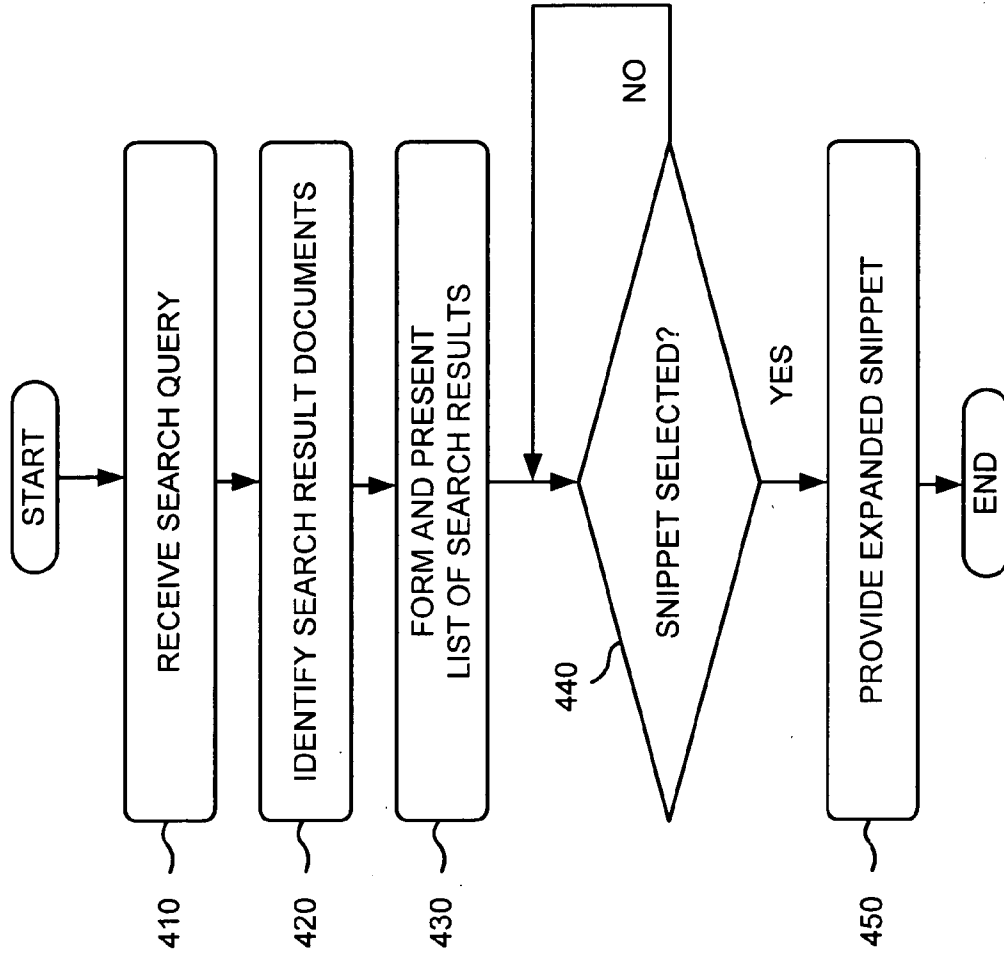 START
410
RECEIVE SEARCH QUERY
420
IDENTIFY SEARCH RESULT DOCUMENTS
430
FORM AND PRESENT
LIST OF SEARCH RESULTS
440
SNIPPET SELECTED?
NO
YES
450
PROVIDE EXPANDED SNIPPET
END